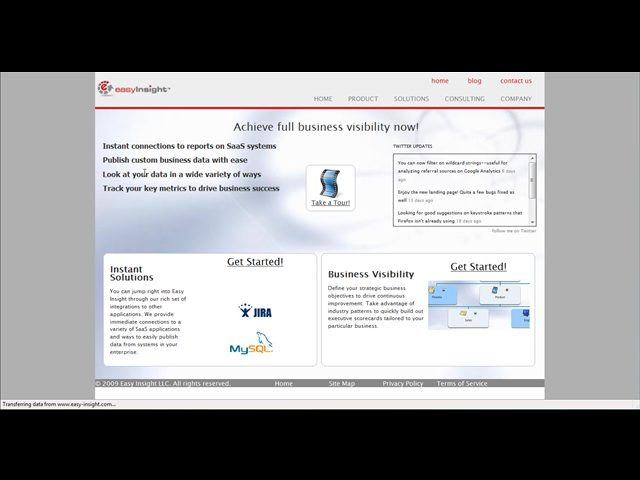 easyinsight™
home blog contact us
HOME PRODUCT SOLUTIONS CONSULTING COMPANY
Achieve full business visibility now!
Instant connections to reports on SaaS systems
Publish custom business data with ease
Look at your data in a wide variety of ways
Track your key metrics to drive business success
Take a Tour!
TWITTER UPDATES
You can now filter on wildcard strings--useful for
analyzing referral sources on Google Analytics 4 days
ago
Enjoy the new landing page! Quite a few bugs fixed as
well 13 days ago
Looking for good suggestions on keystroke patterns that
Firefox isn't already using 19 days ago
follow me on Twitter
Get Started!
Instant
Solutions
You can jump right into Easy
Insight through our rich set of
integrations to other
applications. We provide
immediate connections to a
variety of SaaS applications
and ways to easily publish
data from systems in your
enterprise.
JIRA
MySQL
Get Started!
Business Visibility
Define your strategic business
objectives to drive continuous
improvement. Take advantage of
industry patterns to quickly build out
executive scorecards tailored to your
particular business.
Product
Sales
© 2009 Easy Insight LLC. All rights reserved. Home Site Map Privacy Policy Terms of Service
Transferring data from www.easy-insight.com...